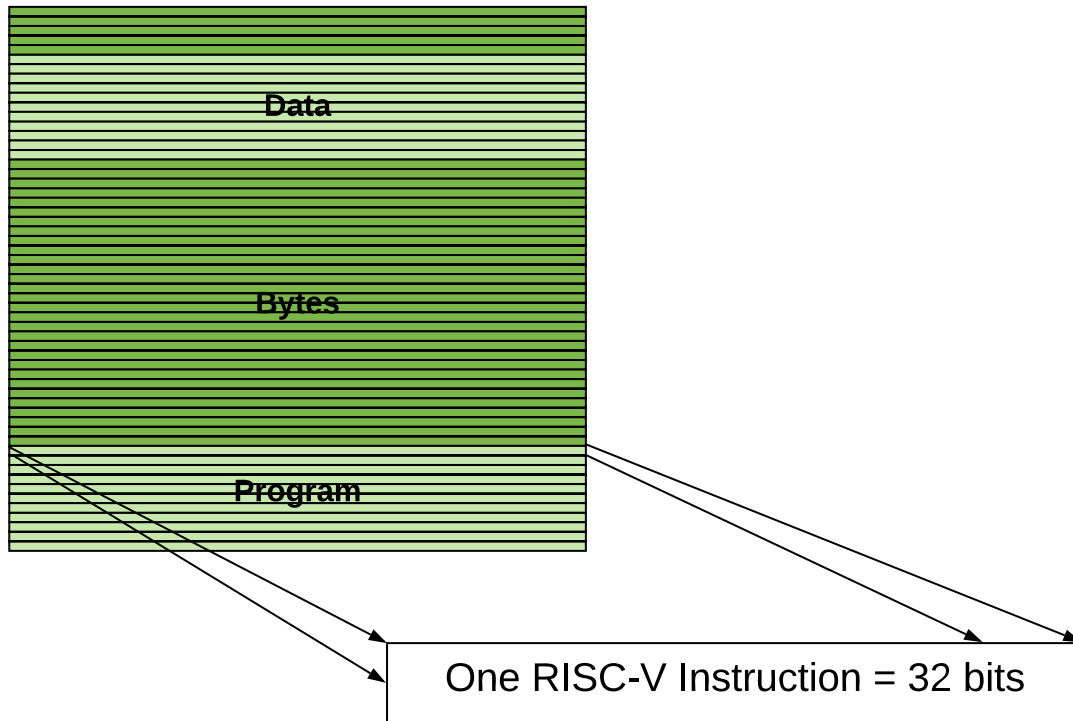 Data
Bytes
Program
One RISC-V Instruction = 32 bits